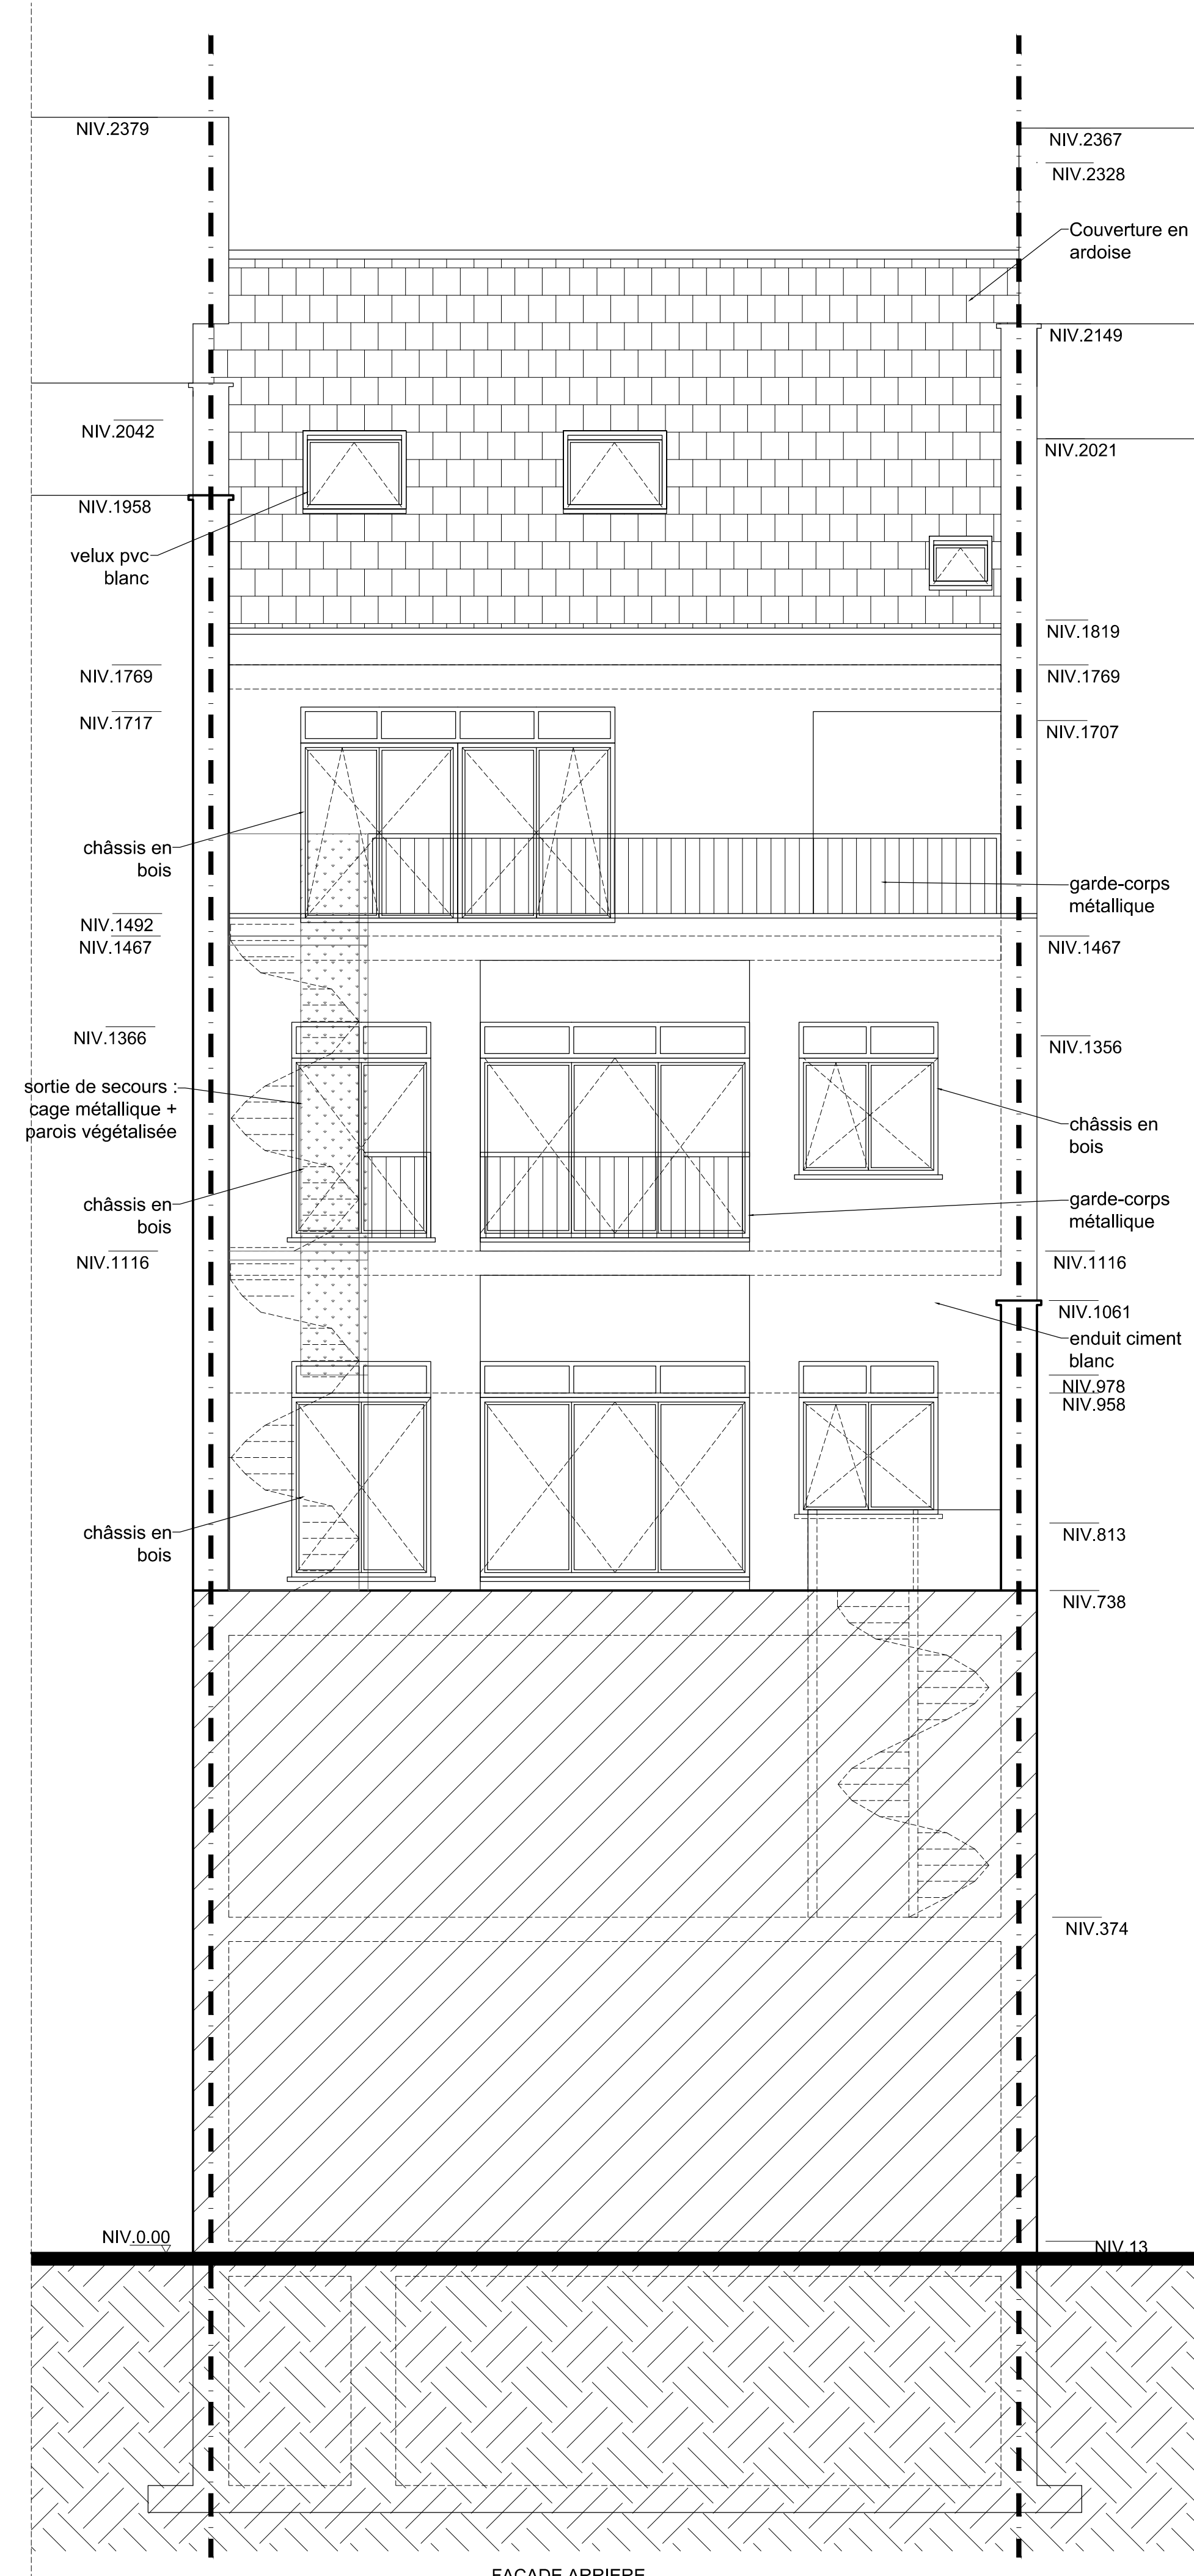 NIV.2379
NIV.2367
NIV.2328
Couverture en
ardoise
NIV.2149
NIV.2042
NIV.2021
NIV.1958
velux pvc
blanc
NIV.1819
NIV.1769
NIV.1769
NIV.1717
NIV.1707
châssis en
bois
garde-corps
métallique
NIV.1492
NIV.1467
NIV.1467
NIV.1366
NIV.1356
sortie de secours :
cage métallique +
parois végétalisée
châssis en
bois
châssis en
bois
garde-corps
métallique
NIV.1116
NIV.1116
NIV.1061
enduit ciment
blanc
NIV.978
NIV.958
châssis en
bois
NIV.813
NIV.738
NIV.374
NIV.0.00
NIV.13
FACADE ARRIERE